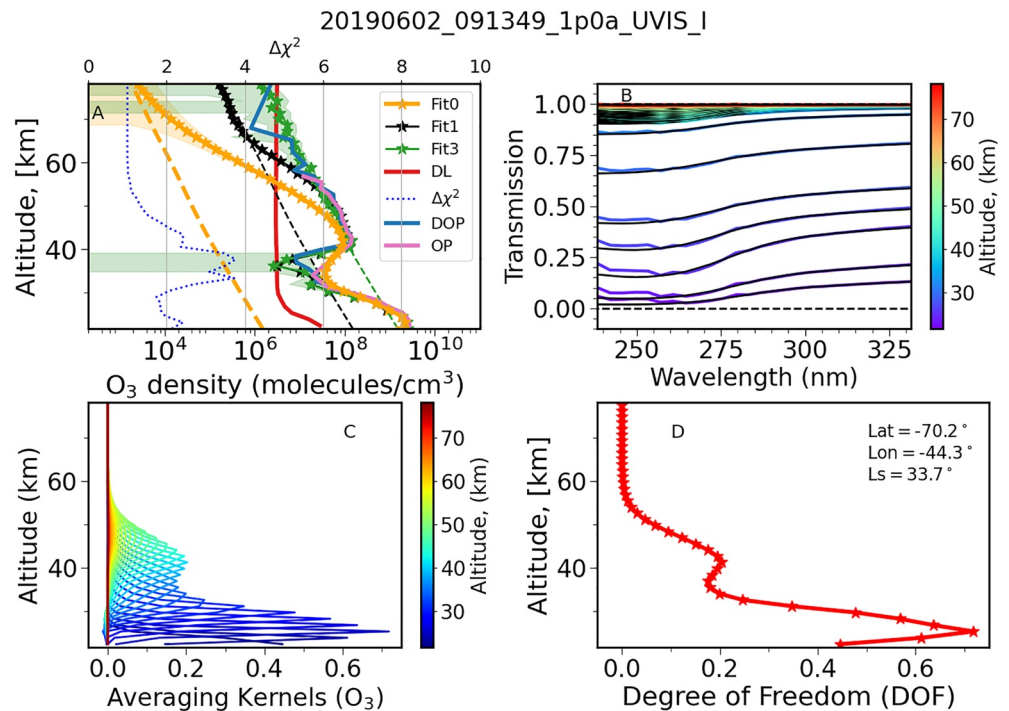 20190602_091349_1p0a_UVIS_I
Δχ²
0 2 4 6 8 10
A
Fit0
Fit1
Fit3
DL
Δχ²
DOP
OP
60
40
Altitude, [km]
10⁴ 10⁶ 10⁸ 10¹⁰
O₃ density (molecules/cm³)
B
1.00
0.75
0.50
0.25
0.00
Transmission
250 275 300 325
Wavelength (nm)
70
60
50
40
30
Altitude, (km)
C
60
40
Altitude (km)
0.0 0.2 0.4 0.6
Averaging Kernels (O₃)
70
60
50
40
30
Altitude, (km)
D
Lat = -70.2°
Lon = -44.3°
Ls = 33.7°
60
40
Altitude, [km]
0.0 0.2 0.4 0.6
Degree of Freedom (DOF)